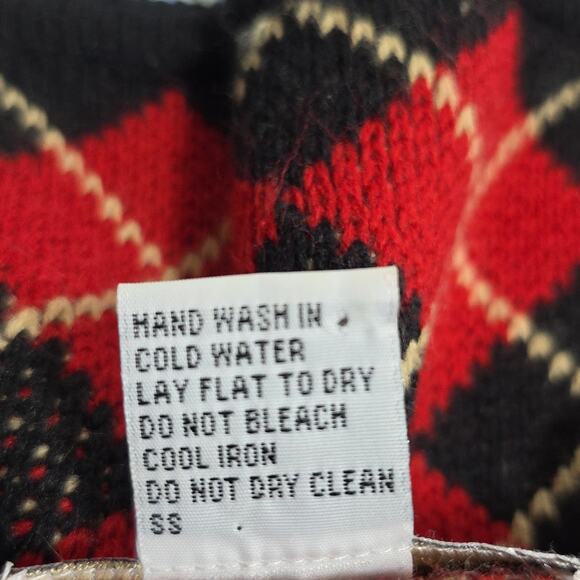 HAND WASH IN
COLD WATER
LAY FLAT TO DRY
DO NOT BLEACH
COOL IRON
DO NOT DRY CLEAN
SS